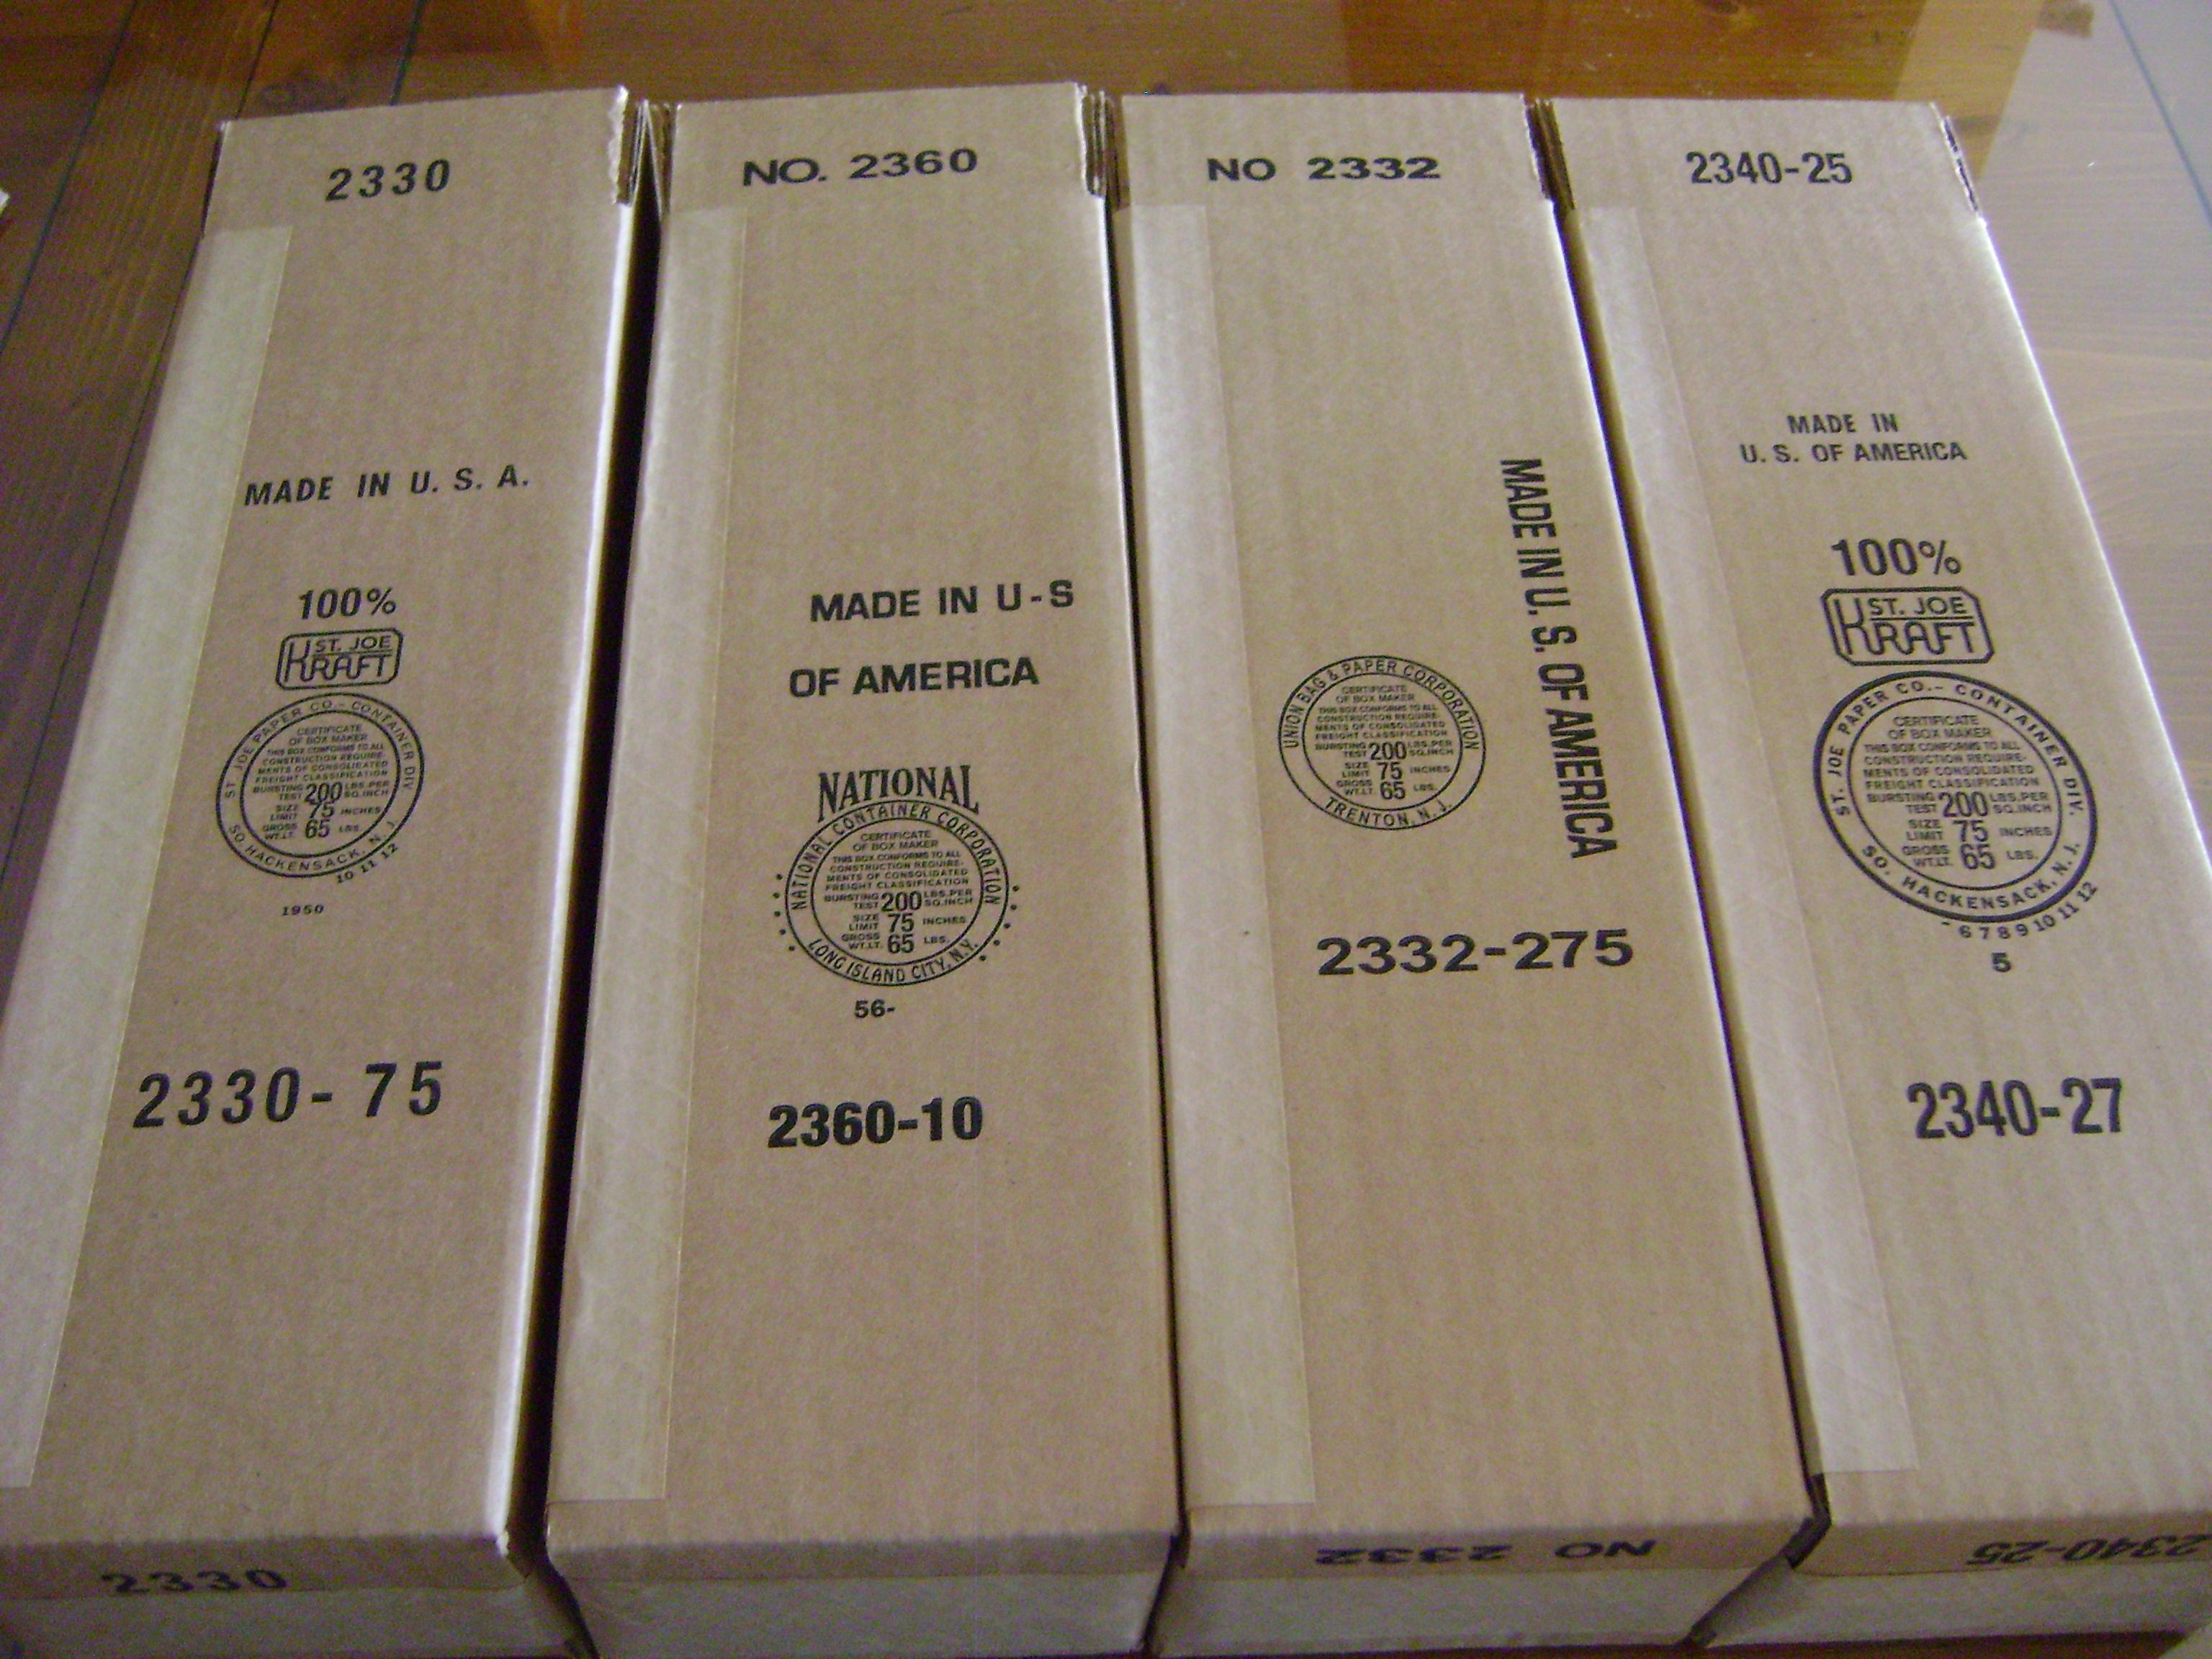 2330
MADE IN U. S. A.
100%
ST. JOE
KRAFT
ST. JOE PAPER CO.- CONTAINER DIV
CERTIFICATE
OF BOX MAKER
THIS BOX CONFORMS TO ALL
CONSTRUCTION REQUIRE-
MENTS OF CONSOLIDATED
FREIGHT CLASSIFICATION
BURSTING TEST 200 LBS.PER SQ.INCH
SIZE LIMIT 75 INCHES
GROSS WT.LT. 65 LBS.
SO. HACKENSACK, N. J
10 11 12
1950
2330- 75
2330
NO. 2360
MADE IN U-S
OF AMERICA
NATIONAL
NATIONAL CONTAINER CORPORATION
CERTIFICATE
OF BOX MAKER
THIS BOX CONFORMS TO ALL
CONSTRUCTION REQUIRE-
MENTS OF CONSOLIDATED
FREIGHT CLASSIFICATION
BURSTING TEST 200 LBS.PER SQ.INCH
SIZE LIMIT 75 INCHES
GROSS WT.LT. 65 LBS.
LONG ISLAND CITY, N.Y.
56-
2360-10
NO 2332
MADE IN U. S. OF AMERICA
UNION BAG & PAPER CORPORATION
CERTIFICATE
OF BOX MAKER
THIS BOX CONFORMS TO ALL
CONSTRUCTION REQUIRE-
MENTS OF CONSOLIDATED
FREIGHT CLASSIFICATION
BURSTING TEST 200 LBS.PER SQ.INCH
SIZE LIMIT 75 INCHES
GROSS WT.LT. 65 LBS.
TRENTON, N. J.
2332-275
NO 2332
2340-25
MADE IN
U. S. OF AMERICA
100%
ST. JOE
KRAFT
ST. JOE PAPER CO.- CONTAINER DIV.
CERTIFICATE
OF BOX MAKER
THIS BOX CONFORMS TO ALL
CONSTRUCTION REQUIRE-
MENTS OF CONSOLIDATED
FREIGHT CLASSIFICATION
BURSTING TEST 200 LBS.PER SQ.INCH
SIZE LIMIT 75 INCHES
GROSS WT.LT. 65 LBS.
SO. HACKENSACK, N. J.
- 6 7 8 9 10 11 12
5
2340-27
2340-25